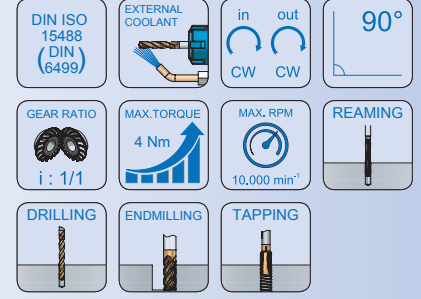 DIN ISO
15488
(DIN
6499)
EXTERNAL
COOLANT
in out
CW CW
90°
GEAR RATIO
i : 1/1
MAX.TORQUE
4 Nm
MAX. RPM
10.000 min⁻¹
REAMING
DRILLING
ENDMILLING
TAPPING